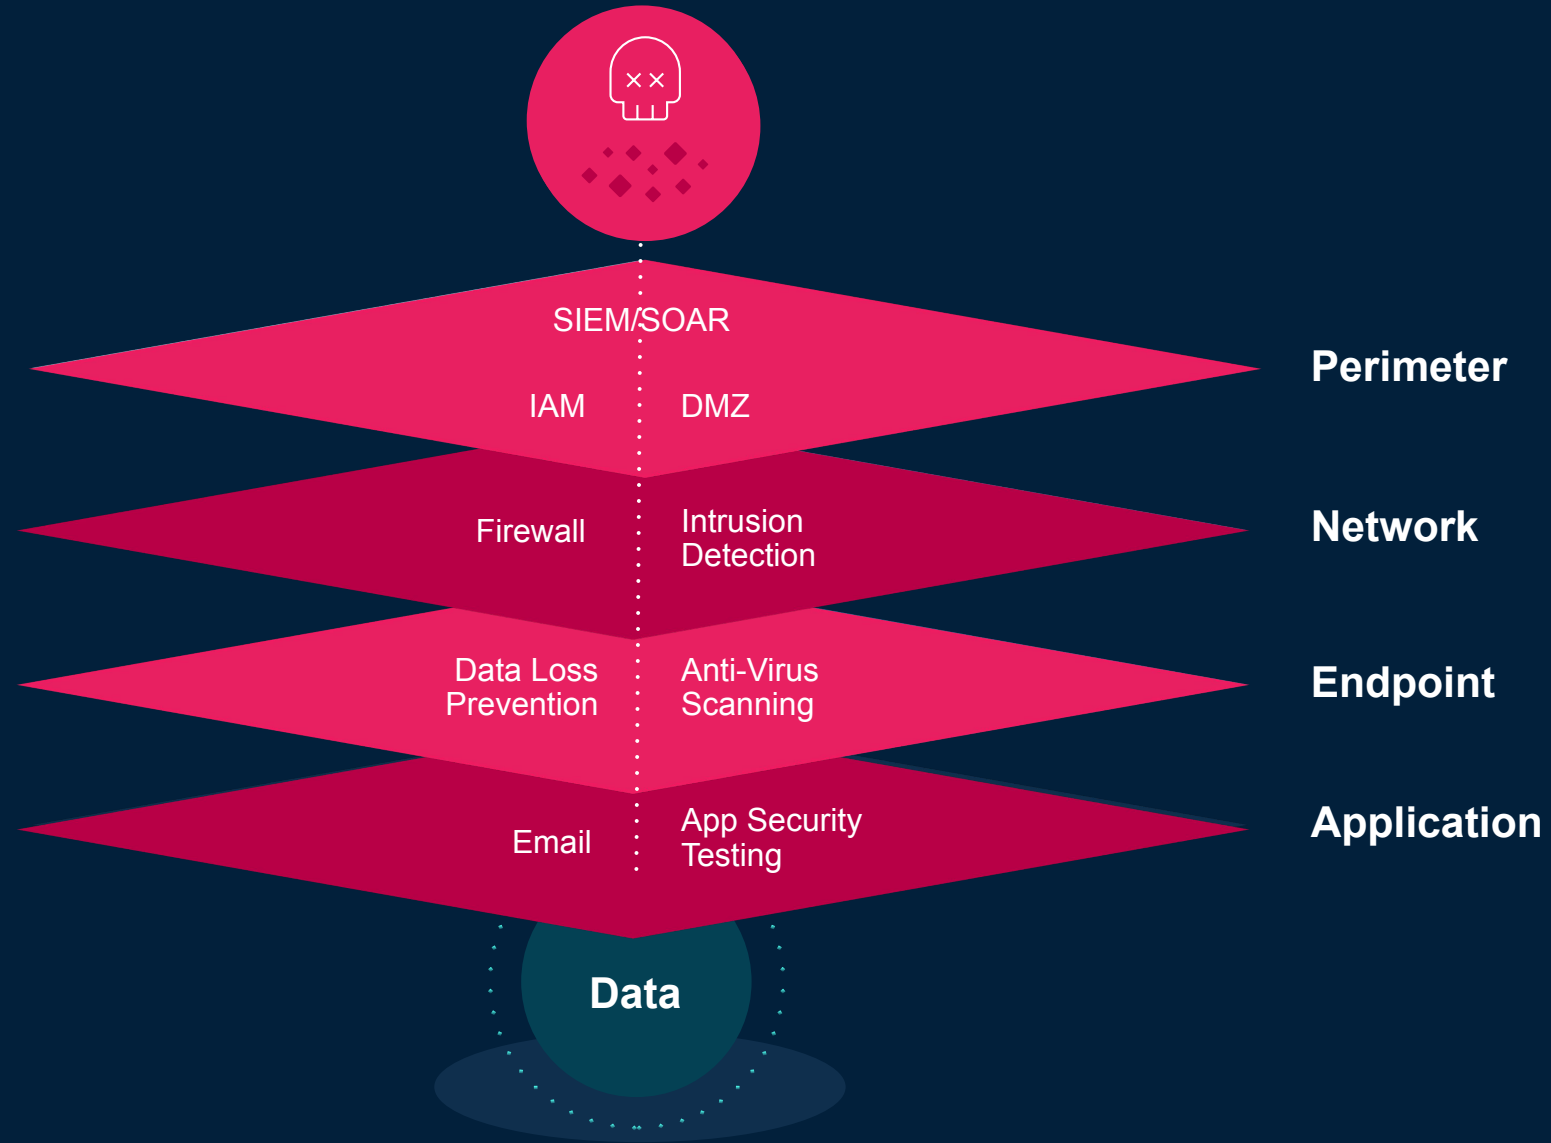 SIEM/SOAR
IAM
DMZ
Perimeter
Firewall
Intrusion
Detection
Network
Data Loss
Prevention
Anti-Virus
Scanning
Endpoint
Email
App Security
Testing
Application
Data